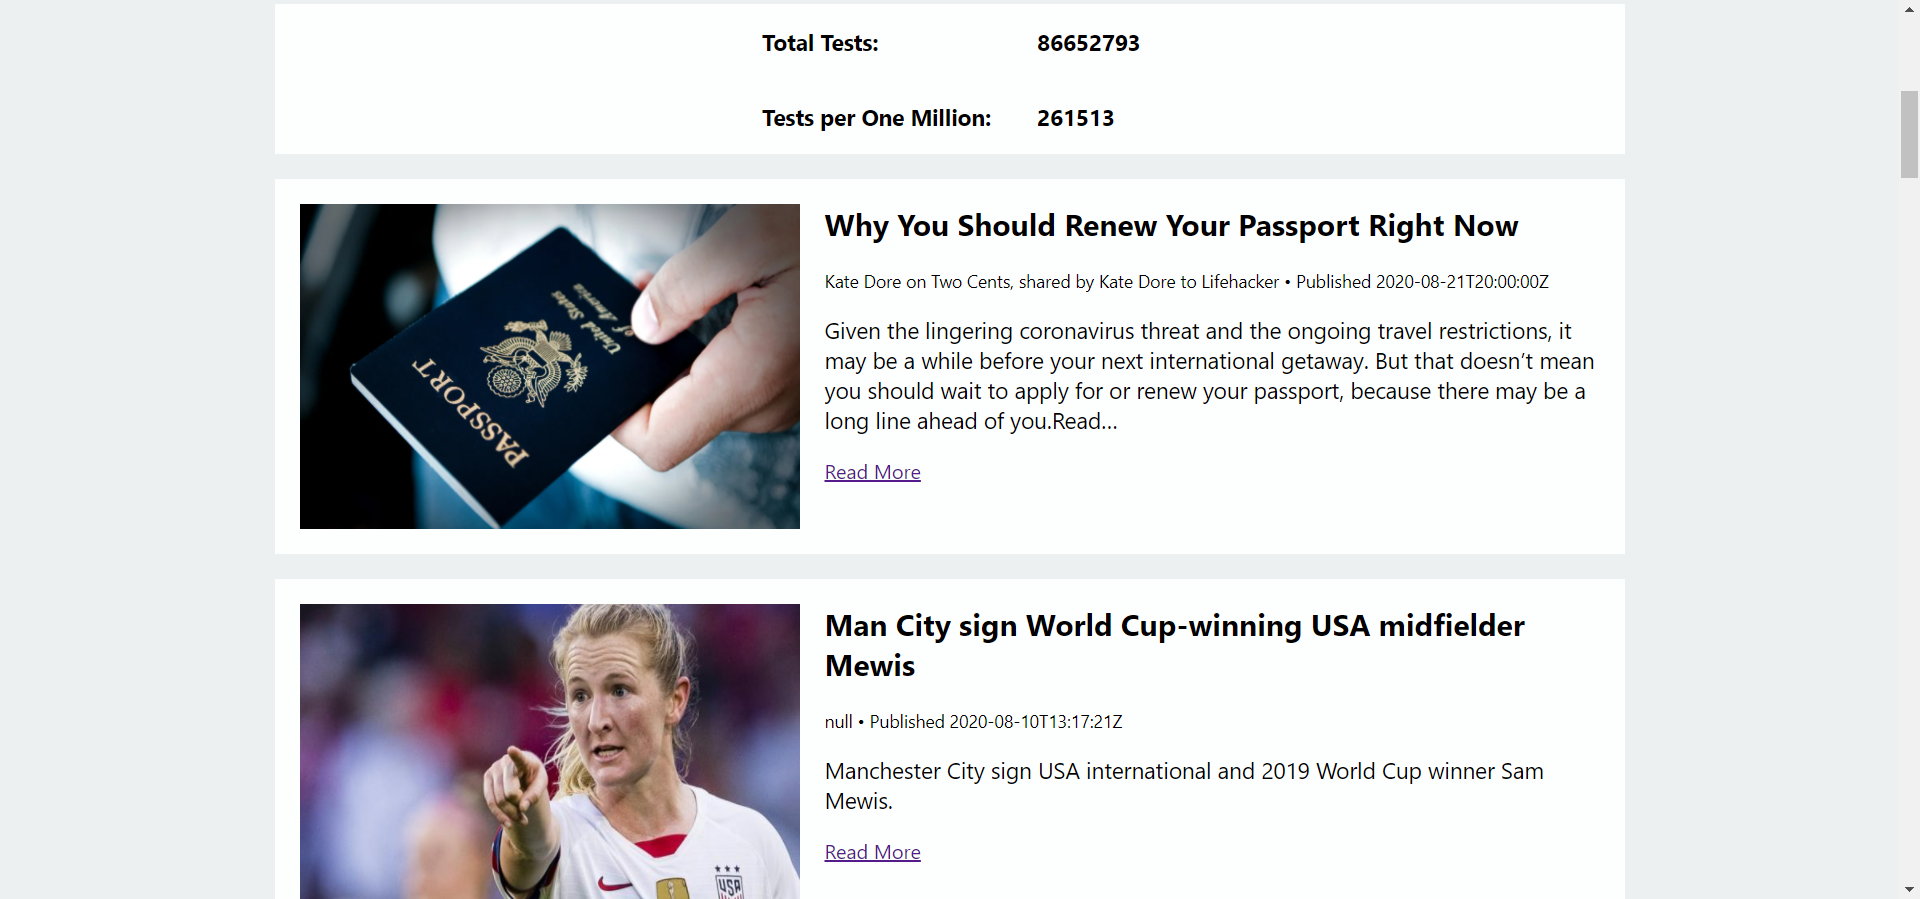 Total Tests: 86652793
Tests per One Million: 261513
PASSPORT
United States
of America
Why You Should Renew Your Passport Right Now
Kate Dore on Two Cents, shared by Kate Dore to Lifehacker • Published 2020-08-21T20:00:00Z
Given the lingering coronavirus threat and the ongoing travel restrictions, it
may be a while before your next international getaway. But that doesn’t mean
you should wait to apply for or renew your passport, because there may be a
long line ahead of you.Read…
Read More
Man City sign World Cup-winning USA midfielder
Mewis
null • Published 2020-08-10T13:17:21Z
Manchester City sign USA international and 2019 World Cup winner Sam
Mewis.
Read More
USA